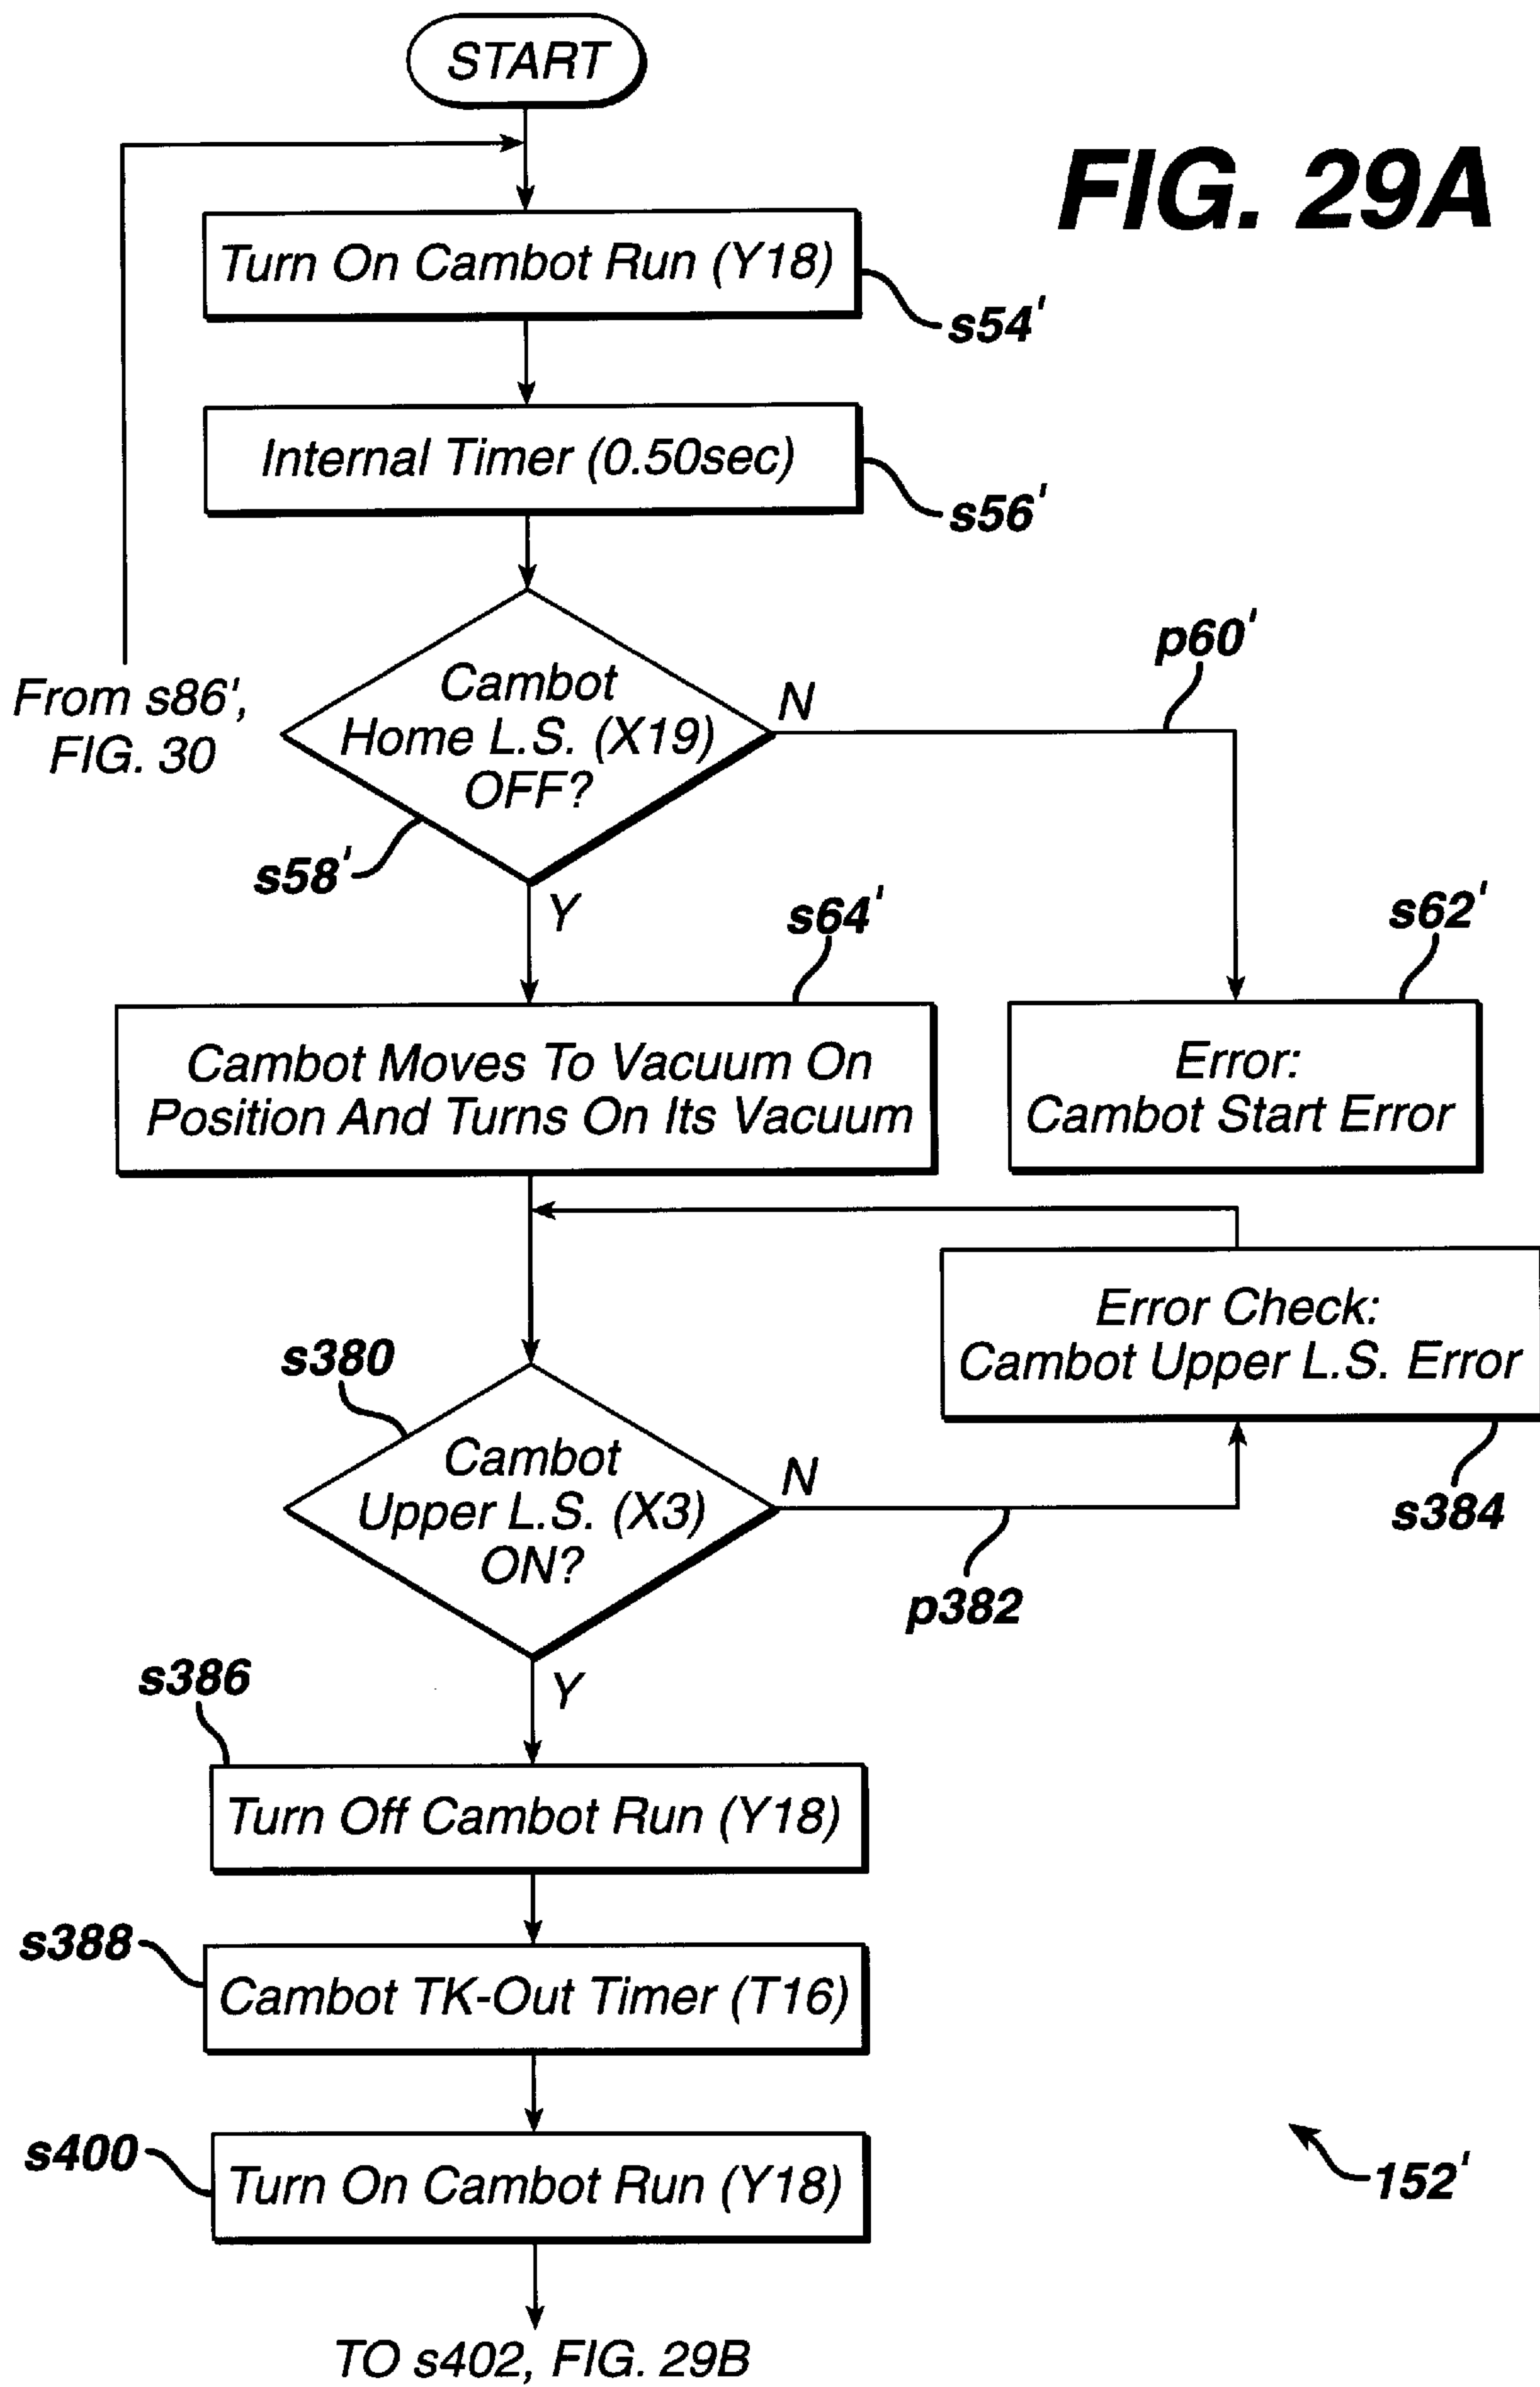 START
FIG. 29A
Turn On Cambot Run (Y18)
s54'
Internal Timer (0.50sec)
s56'
From s86',
FIG. 30
Cambot
Home L.S. (X19)
OFF?
N
p60'
s58'
Y
s64'
s62'
Cambot Moves To Vacuum On
Position And Turns On Its Vacuum
Error:
Cambot Start Error
Error Check:
Cambot Upper L.S. Error
s384
s380
Cambot
Upper L.S. (X3)
ON?
N
p382
Y
s386
Turn Off Cambot Run (Y18)
s388
Cambot TK-Out Timer (T16)
s400
Turn On Cambot Run (Y18)
152'
TO s402, FIG. 29B